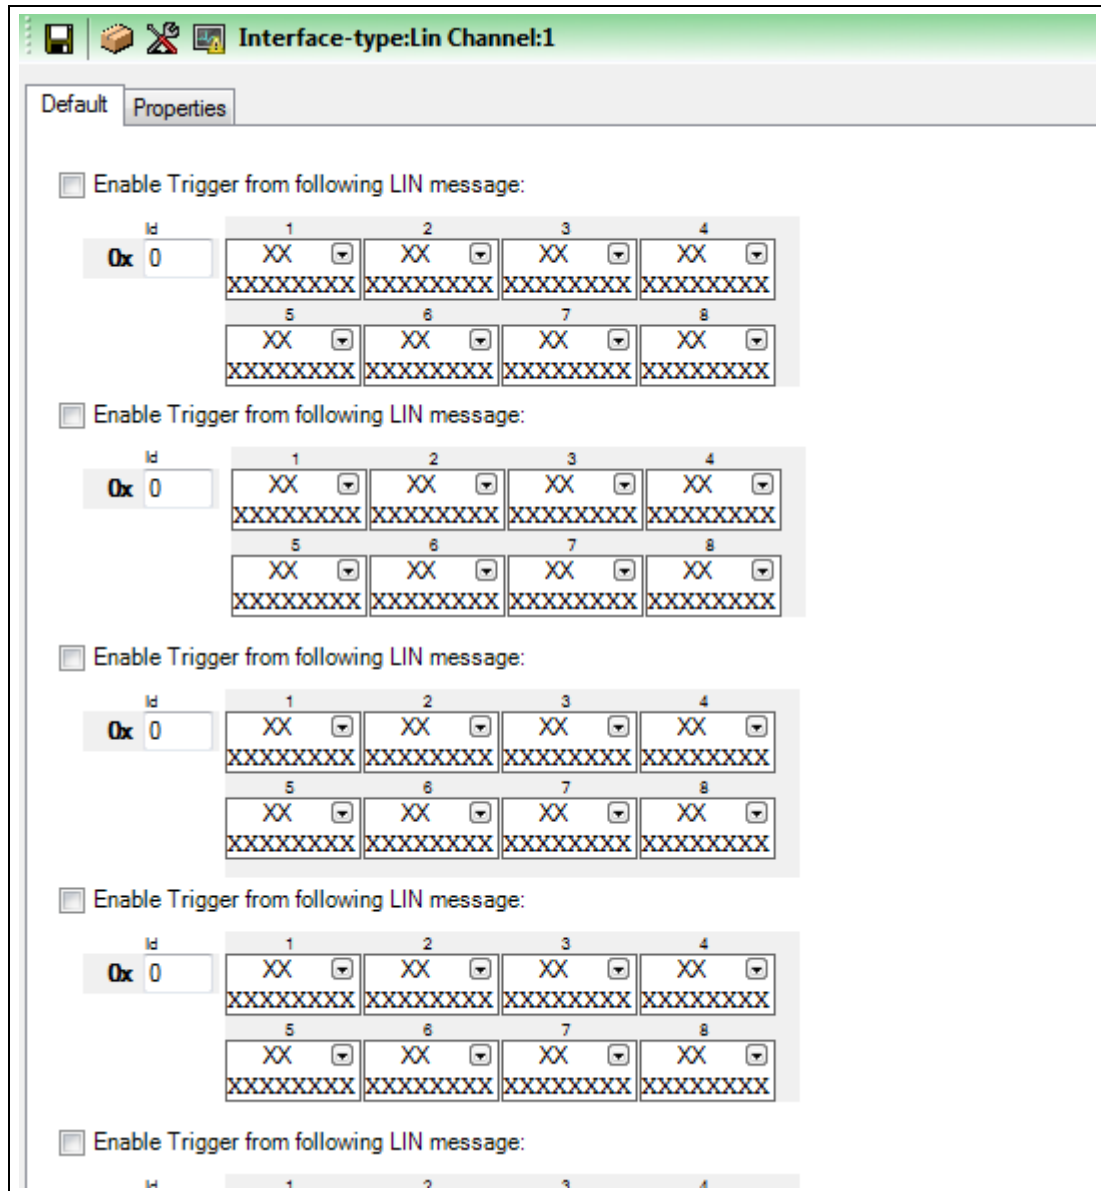 Interface-type:Lin Channel:1
Default Properties
Enable Trigger from following LIN message:
Id 1 2 3 4
0x 0 XX XX XX XX
XXXXXXXX XXXXXXXX XXXXXXXX XXXXXXXX
5 6 7 8
XX XX XX XX
XXXXXXXX XXXXXXXX XXXXXXXX XXXXXXXX
Enable Trigger from following LIN message:
Id 1 2 3 4
0x 0 XX XX XX XX
XXXXXXXX XXXXXXXX XXXXXXXX XXXXXXXX
5 6 7 8
XX XX XX XX
XXXXXXXX XXXXXXXX XXXXXXXX XXXXXXXX
Enable Trigger from following LIN message:
Id 1 2 3 4
0x 0 XX XX XX XX
XXXXXXXX XXXXXXXX XXXXXXXX XXXXXXXX
5 6 7 8
XX XX XX XX
XXXXXXXX XXXXXXXX XXXXXXXX XXXXXXXX
Enable Trigger from following LIN message:
Id 1 2 3 4
0x 0 XX XX XX XX
XXXXXXXX XXXXXXXX XXXXXXXX XXXXXXXX
5 6 7 8
XX XX XX XX
XXXXXXXX XXXXXXXX XXXXXXXX XXXXXXXX
Enable Trigger from following LIN message:
Id 1 2 3 4